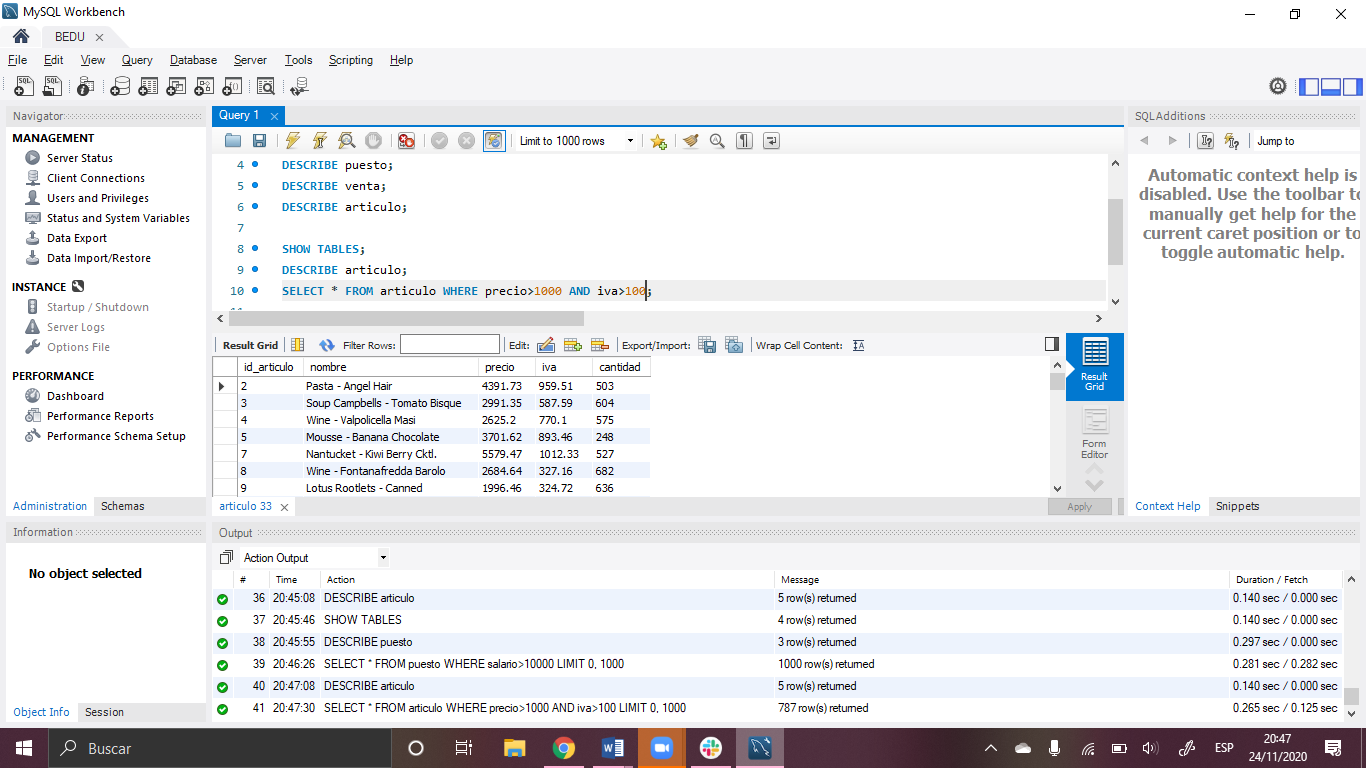 MySQL Workbench
BEDU
File Edit View Query Database Server Tools Scripting Help
Navigator
MANAGEMENT
Server Status
Client Connections
Users and Privileges
Status and System Variables
Data Export
Data Import/Restore
INSTANCE
Startup / Shutdown
Server Logs
Options File
PERFORMANCE
Dashboard
Performance Reports
Performance Schema Setup
Administration Schemas
Information
No object selected
Object Info Session
Query 1
Limit to 1000 rows
4 DESCRIBE puesto;
5 DESCRIBE venta;
6 DESCRIBE articulo;
7
8 SHOW TABLES;
9 DESCRIBE articulo;
10 SELECT * FROM articulo WHERE precio>1000 AND iva>100;
Result Grid Filter Rows: Edit: Export/Import: Wrap Cell Content:
id_articulo nombre precio iva cantidad
2 Pasta - Angel Hair 4391.73 959.51 503
3 Soup Campbells - Tomato Bisque 2991.35 587.59 604
4 Wine - Valpolicella Masi 2625.2 770.1 575
5 Mousse - Banana Chocolate 3701.62 893.46 248
7 Nantucket - Kiwi Berry Cktl. 5579.47 1012.33 527
8 Wine - Fontanafredda Barolo 2684.64 327.16 682
9 Lotus Rootlets - Canned 1996.46 324.72 636
Result
Grid
Form
Editor
articulo 33
Apply
SQLAdditions
Jump to
Automatic context help is
disabled. Use the toolbar to
manually get help for the
current caret position or to
toggle automatic help.
Context Help Snippets
Output
Action Output
# Time Action Message Duration / Fetch
36 20:45:08 DESCRIBE articulo 5 row(s) returned 0.140 sec / 0.000 sec
37 20:45:46 SHOW TABLES 4 row(s) returned 0.140 sec / 0.000 sec
38 20:45:55 DESCRIBE puesto 3 row(s) returned 0.297 sec / 0.000 sec
39 20:46:26 SELECT * FROM puesto WHERE salario>10000 LIMIT 0, 1000 1000 row(s) returned 0.281 sec / 0.282 sec
40 20:47:08 DESCRIBE articulo 5 row(s) returned 0.140 sec / 0.000 sec
41 20:47:30 SELECT * FROM articulo WHERE precio>1000 AND iva>100 LIMIT 0, 1000 787 row(s) returned 0.265 sec / 0.125 sec
Buscar
ESP
20:47
24/11/2020